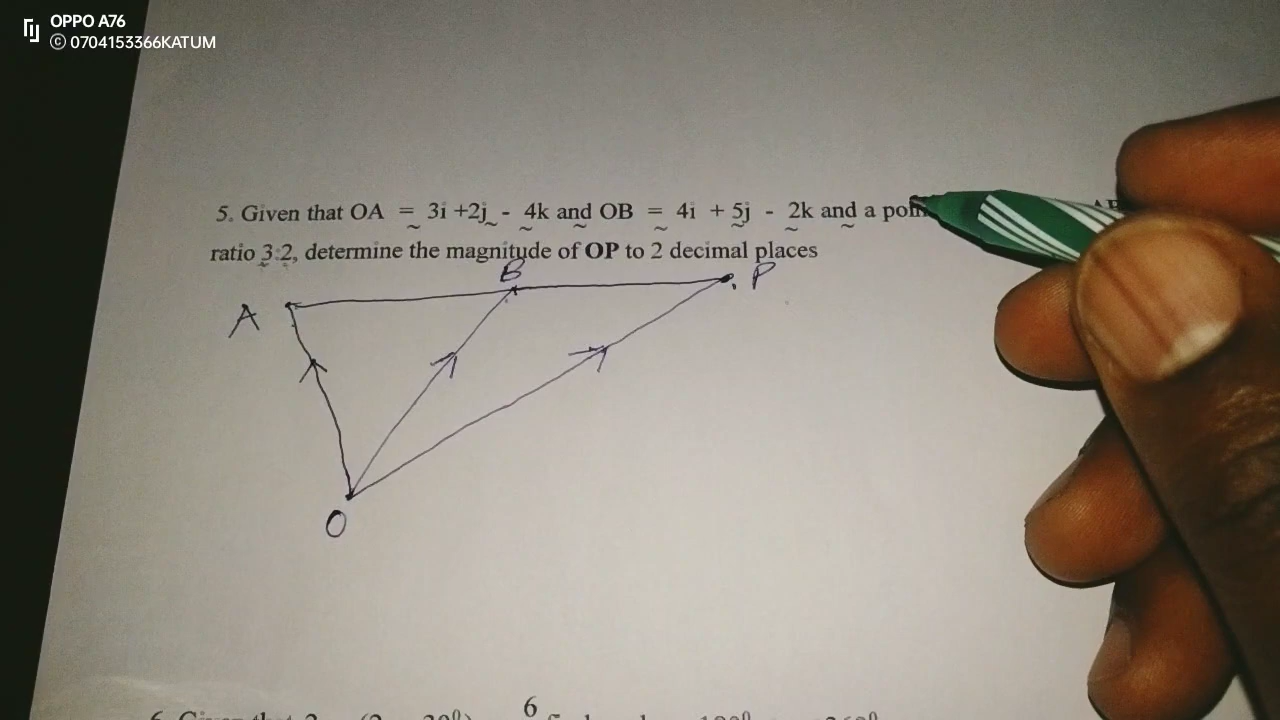 OPPO A76
© 0704153366KATUM
5. Given that OA = 3i +2j - 4k and OB = 4i + 5j - 2k and a
ratio 3:2, determine the magnitude of OP to 2 decimal places
B
P
A
O
6